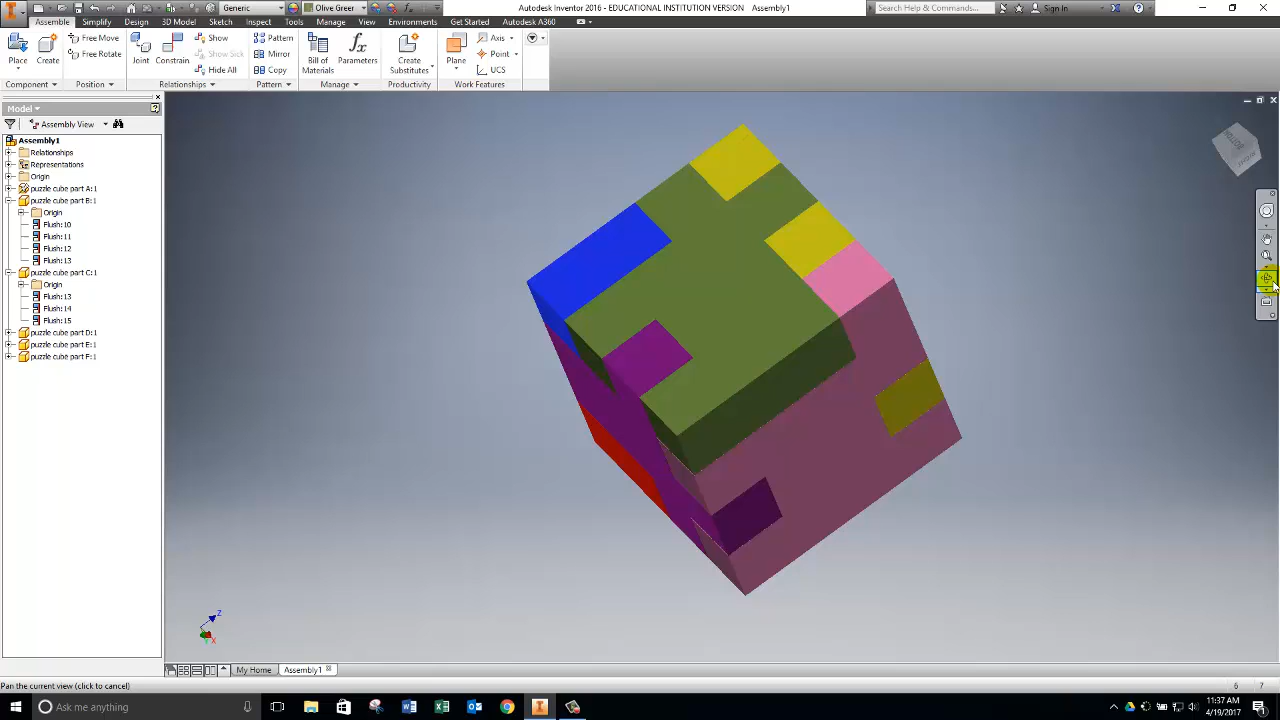 Generic
Olive Green
Autodesk Inventor 2016 - EDUCATIONAL INSTITUTION VERSION Assembly1
Search Help & Commands...
Sign In
Assemble Simplify Design 3D Model Sketch Inspect Tools Manage View Environments Get Started Autodesk A360
Place
Create
Free Move
Free Rotate
Joint
Constrain
Show
Show Sick
Hide All
Pattern
Mirror
Copy
Bill of
Materials
fx
Parameters
Create
Substitutes
Plane
Axis
Point
UCS
Component Position Relationships Pattern Manage Productivity Work Features
Model
Assembly View
Assembly1
Relationships
Representations
Origin
puzzle cube part A:1
puzzle cube part B:1
Origin
Flush:10
Flush:11
Flush:12
Flush:13
puzzle cube part C:1
Origin
Flush:13
Flush:14
Flush:15
puzzle cube part D:1
puzzle cube part E:1
puzzle cube part F:1
Z
X
My Home Assembly1
Pan the current view (click to cancel)
6 7
Ask me anything
11:37 AM
4/19/2017